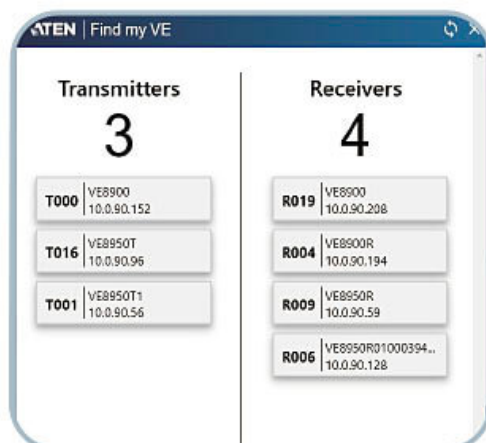 ATEN | Find my VE
Transmitters
3
T000 VE8900
10.0.90.152
T016 VE8950T
10.0.90.96
T001 VE8950T1
10.0.90.56
Receivers
4
R019 VE8900
10.0.90.208
R004 VE8900R
10.0.90.194
R009 VE8950R
10.0.90.59
R006 VE8950R01000394...
10.0.90.128